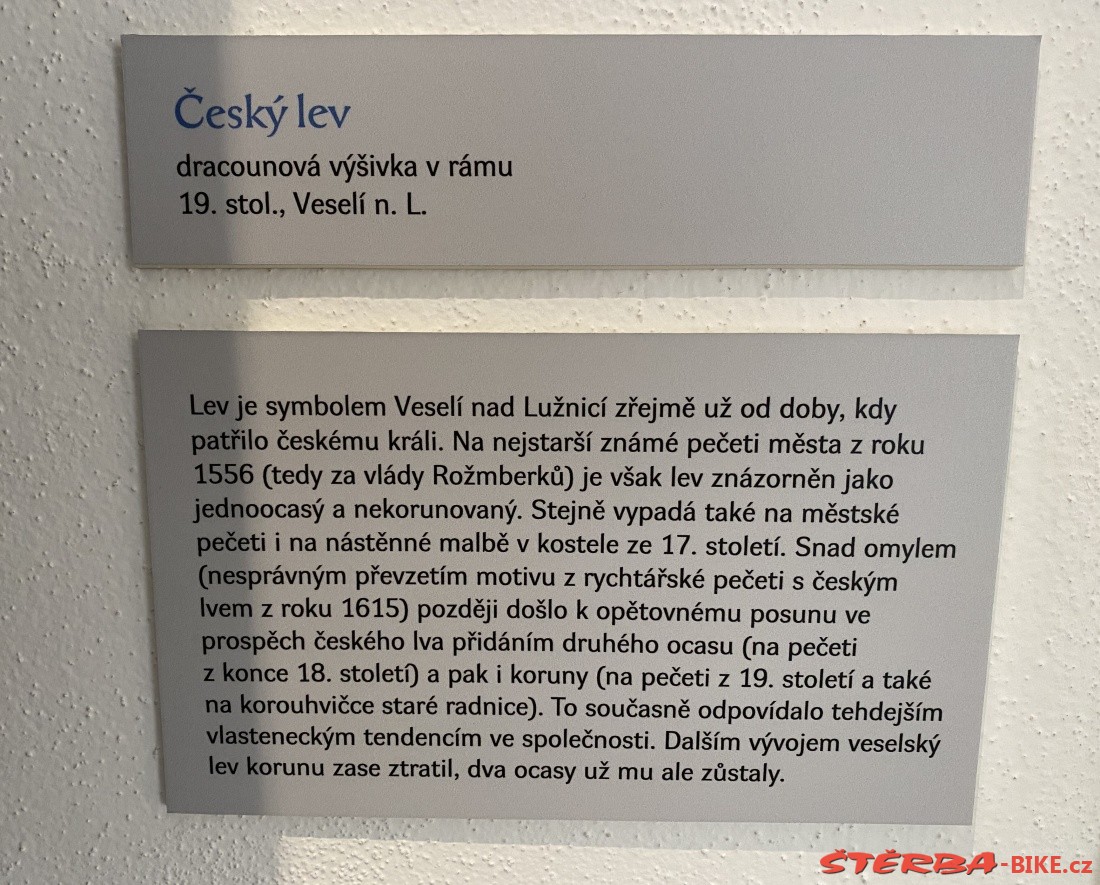 Český lev
dracounová výšivka v rámu
19. stol., Veselí n. L.
Lev je symbolem Veselí nad Lužnicí zřejmě už od doby, kdy
patřilo českému králi. Na nejstarší známé pečeti města z roku
1556 (tedy za vlády Rožmberků) je však lev znázorněn jako
jednoocasý a nekorunovaný. Stejně vypadá také na městské
pečeti i na nástěnné malbě v kostele ze 17. století. Snad omylem
(nesprávným převzetím motivu z rychtářské pečeti s českým
lvem z roku 1615) později došlo k opětovnému posunu ve
prospěch českého lva přidáním druhého ocasu (na pečeti
z konce 18. století) a pak i koruny (na pečeti z 19. století a také
na korouhvičce staré radnice). To současně odpovídalo tehdejším
vlasteneckým tendencím ve společnosti. Dalším vývojem veselský
lev korunu zase ztratil, dva ocasy už mu ale zůstaly.
ŠTĚRBA-BIKE.cz